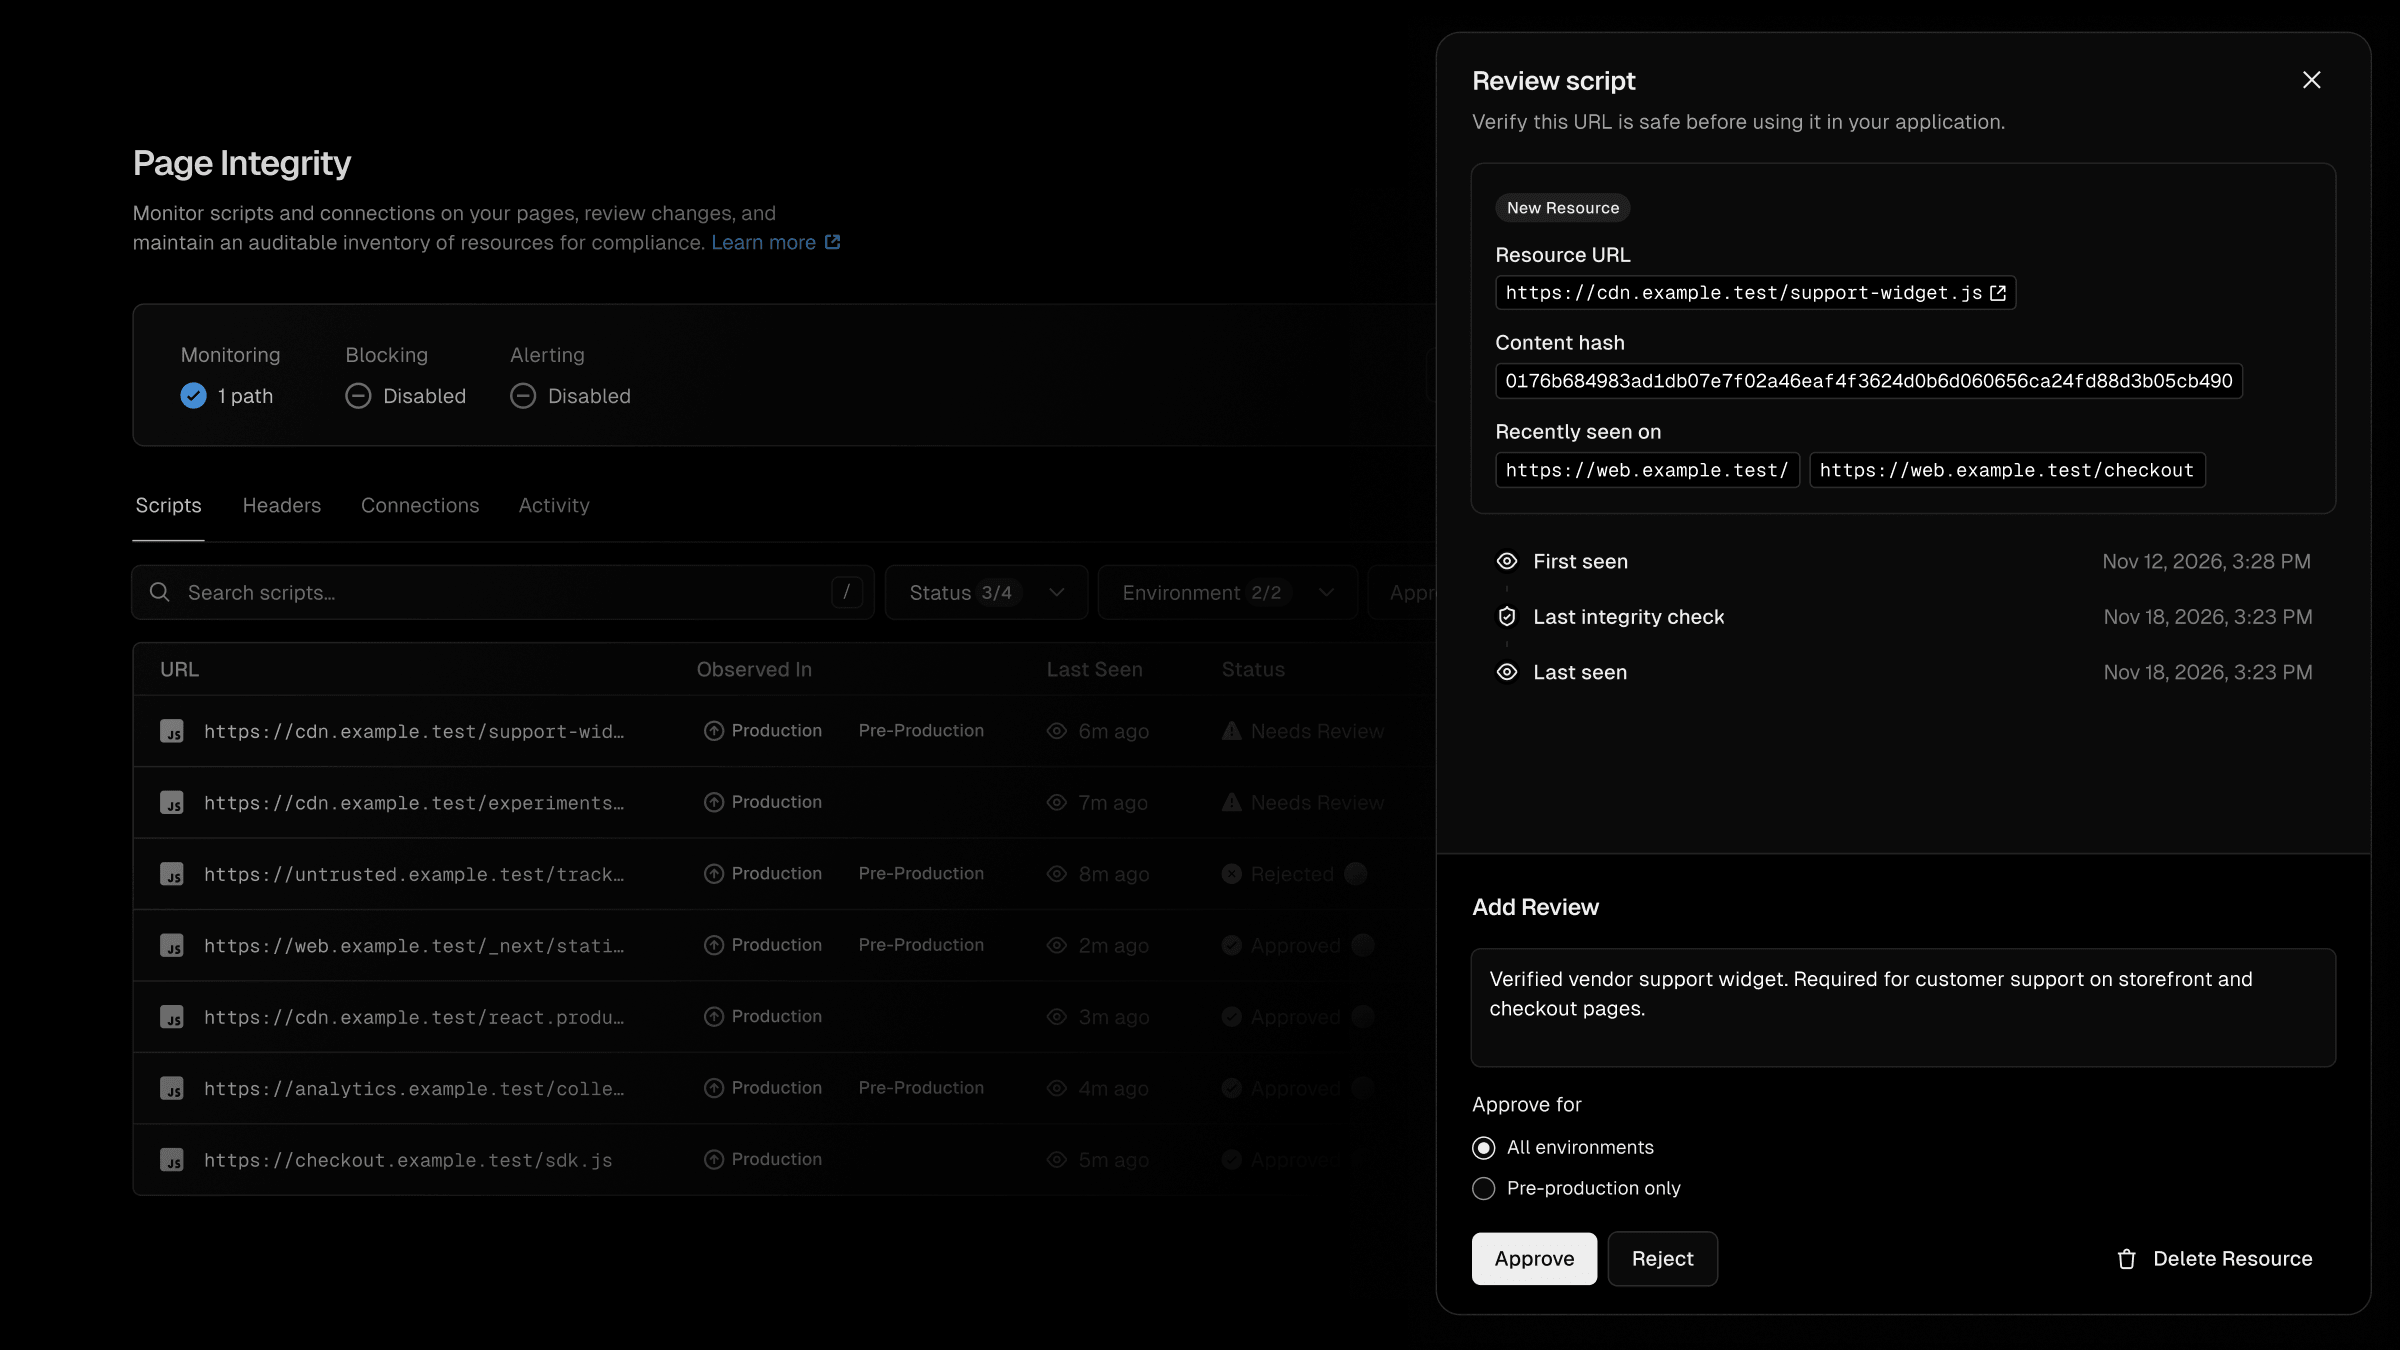 Page Integrity
Monitor scripts and connections on your pages, review changes, and
maintain an auditable inventory of resources for compliance. Learn more
Monitoring
1 path
Blocking
Disabled
Alerting
Disabled
Scripts
Headers
Connections
Activity
Search scripts…
/
Status 3/4
Environment 2/2
Appr
URL
Observed In
Last Seen
Status
JS https://cdn.example.test/support-wid… Production Pre-Production 6m ago Needs Review
JS https://cdn.example.test/experiments… Production 7m ago Needs Review
JS https://untrusted.example.test/track… Production Pre-Production 8m ago Rejected
JS https://web.example.test/_next/stati… Production Pre-Production 2m ago Approved
JS https://cdn.example.test/react.produ… Production 3m ago Approved
JS https://analytics.example.test/colle… Production Pre-Production 4m ago Approved
JS https://checkout.example.test/sdk.js Production 5m ago Approved
Review script
Verify this URL is safe before using it in your application.
New Resource
Resource URL
https://cdn.example.test/support-widget.js
Content hash
0176b684983ad1db07e7f02a46eaf4f3624d0b6d060656ca24fd88d3b05cb490
Recently seen on
https://web.example.test/ https://web.example.test/checkout
First seen Nov 12, 2026, 3:28 PM
Last integrity check Nov 18, 2026, 3:23 PM
Last seen Nov 18, 2026, 3:23 PM
Add Review
Verified vendor support widget. Required for customer support on storefront and
checkout pages.
Approve for
All environments
Pre-production only
Approve
Reject
Delete Resource